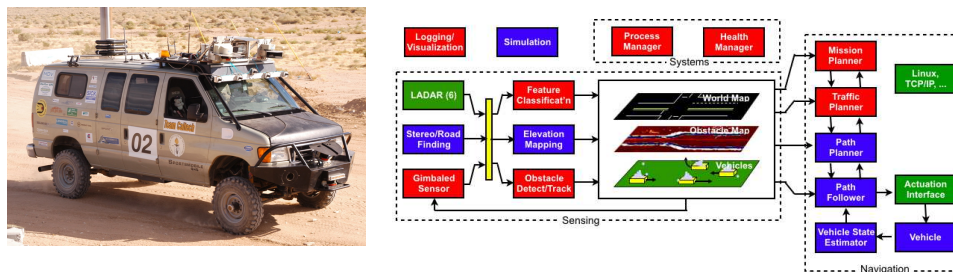 Team Caltech
02
Logging/
Visualization
Simulation
Process
Manager
Health
Manager
Systems
Mission
Planner
Linux,
TCP/IP, ...
LADAR (6)
Feature
Classificat'n
World Map
Traffic
Planner
Stereo/Road
Finding
Elevation
Mapping
Obstacle Map
Path
Planner
Gimbaled
Sensor
Obstacle
Detect/Track
Vehicles
Path
Follower
Actuation
Interface
Sensing
Vehicle State
Estimator
Vehicle
Navigation